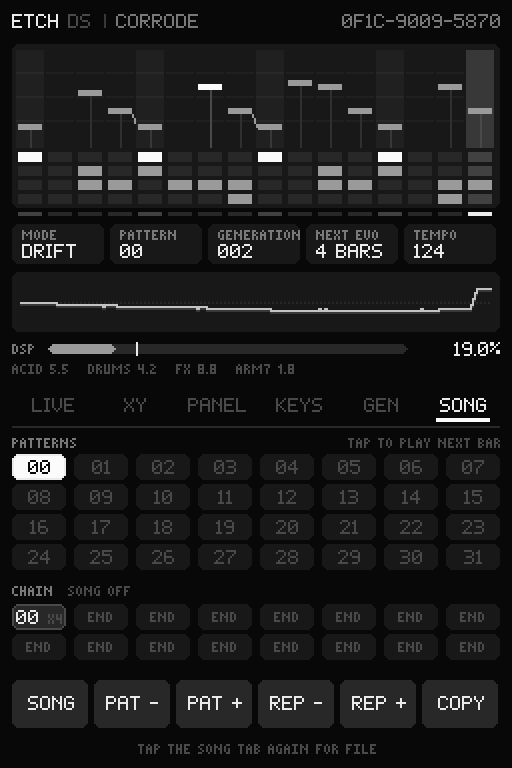 ETCH DS | CORRODE 0F1C-9009-5870
MODE PATTERN GENERATION NEXT EVO TEMPO
DRIFT 00 002 4 BARS 124
DSP 19.0%
ACID 5.5 DRUMS 4.2 FX 8.8 ARM7 1.8
LIVE XY PANEL KEYS GEN SONG
PATTERNS TAP TO PLAY NEXT BAR
00 01 02 03 04 05 06 07
08 09 10 11 12 13 14 15
16 17 18 19 20 21 22 23
24 25 26 27 28 29 30 31
CHAIN SONG OFF
00 X4 END END END END END END END
END END END END END END END END
SONG PAT - PAT + REP - REP + COPY
TAP THE SONG TAB AGAIN FOR FILE